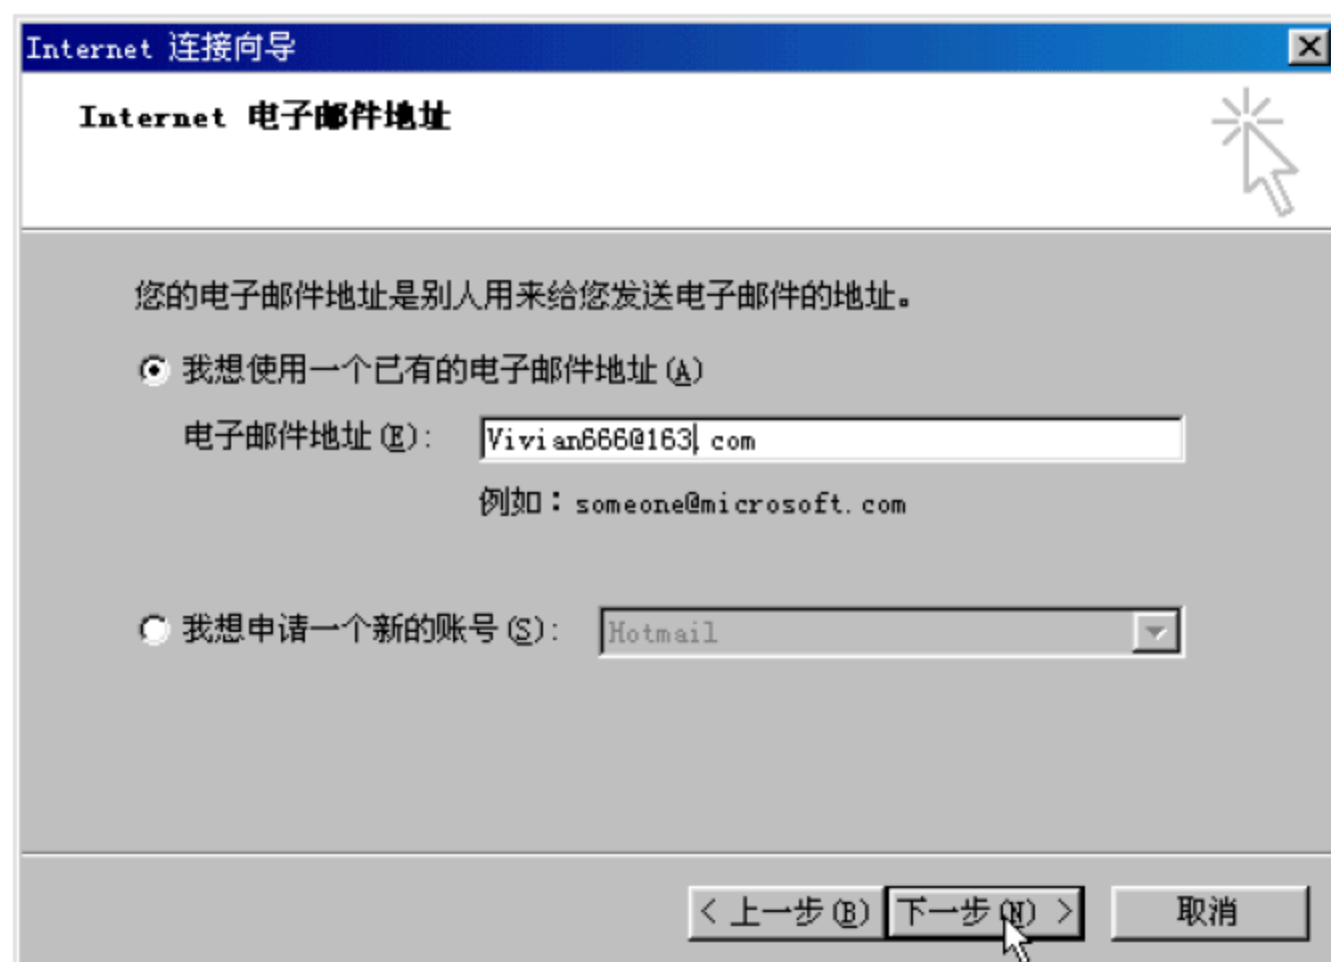 Internet 连接向导
Internet 电子邮件地址
您的电子邮件地址是别人用来给您发送电子邮件的地址。
我想使用一个已有的电子邮件地址(A)
电子邮件地址(E): Vivian666@163.com
例如：someone@microsoft.com
我想申请一个新的账号(S): Hotmail
< 上一步(B) 下一步(N) > 取消